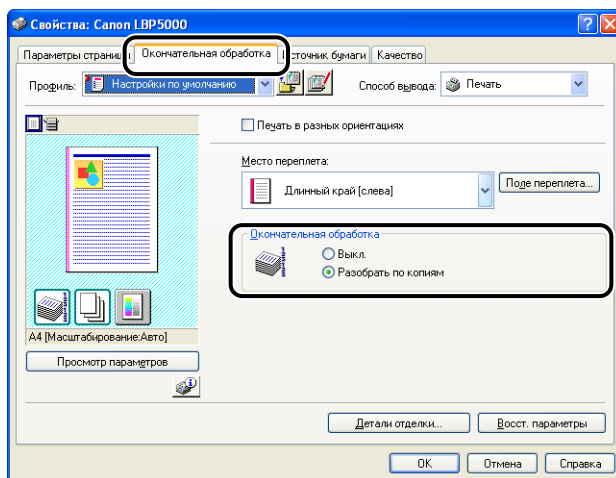 Свойства: Canon LBP5000
Параметры страницы Окончательная обработка Источник бумаги Качество
Профиль: Настройки по умолчанию Способ вывода: Печать
Печать в разных ориентациях
Место переплета:
Длинный край [слева] Поле переплета...
Окончательная обработка
Выкл.
Разобрать по копиям
A4 [Масштабирование:Авто]
Просмотр параметров
Детали отделки... Восст. параметры
OK Отмена Справка